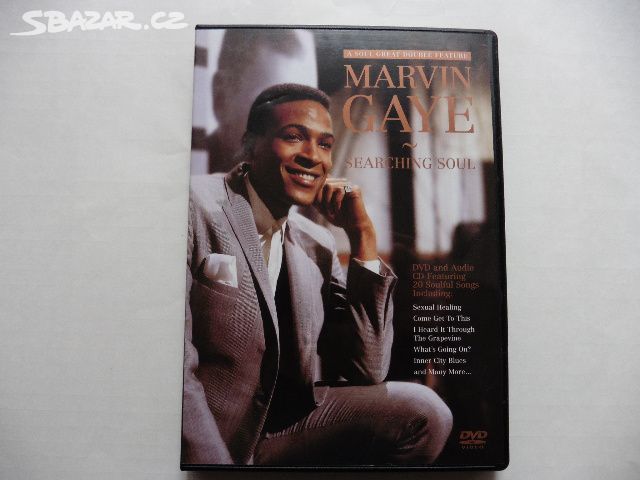 SBAZAR.CZ
A SOUL GREAT DOUBLE FEATURE
MARVIN
GAYE
~
SEARCHING SOUL
DVD and Audio
CD Featuring
20 Soulful Songs
Including:
Sexual Healing
Come Get To This
I Heard It Through
The Grapevine
What's Going On?
Inner City Blues
and Many More...
DVD
VIDEO